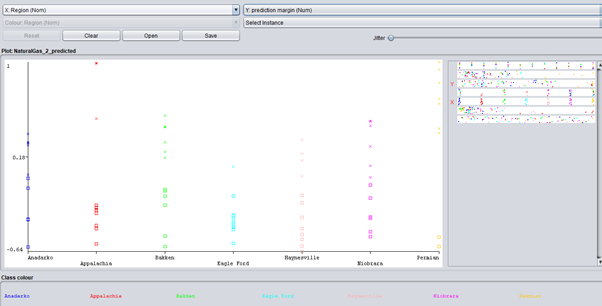 X: Region (Nom)
Y: prediction margin (Num)
Colour: Region (Nom)
Select Instance
Reset
Clear
Open
Save
Jitter
Plot: NaturalGas_2_predicted
1
0.18
-0.64
Anadarko
Appalachia
Bakken
Eagle Ford
Haynesville
Niobrara
Permian
Y
X
Class colour
Anadarko
Appalachia
Bakken
Eagle Ford
Haynesville
Niobrara
Permian